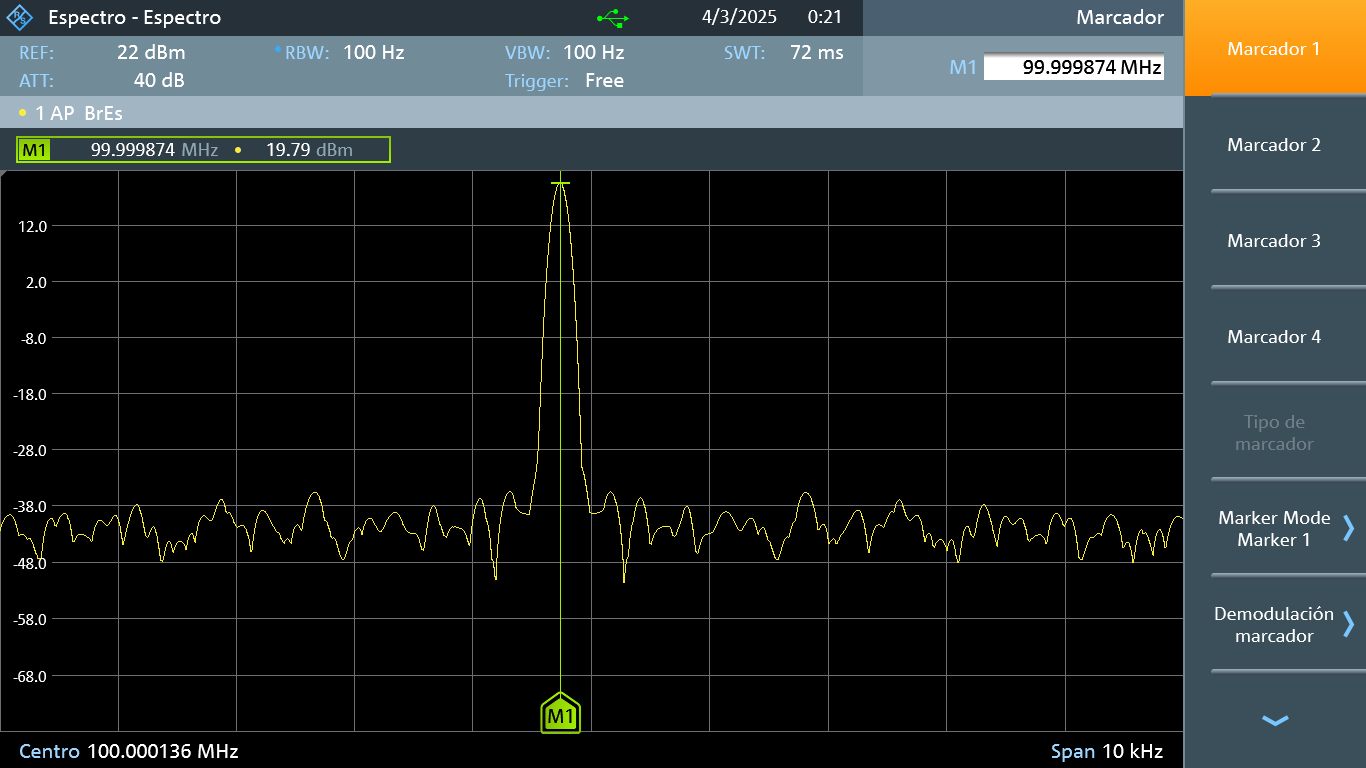 Espectro - Espectro 4/3/2025 0:21 Marcador
REF: 22 dBm RBW: 100 Hz VBW: 100 Hz SWT: 72 ms
ATT: 40 dB Trigger: Free
M1 99.999874 MHz
1 AP BrEs
M1 99.999874 MHz 19.79 dBm
12.0
2.0
-8.0
-18.0
-28.0
-38.0
-48.0
-58.0
-68.0
M1
Centro 100.000136 MHz Span 10 kHz
Marcador 1
Marcador 2
Marcador 3
Marcador 4
Tipo de
marcador
Marker Mode
Marker 1
Demodulación
marcador